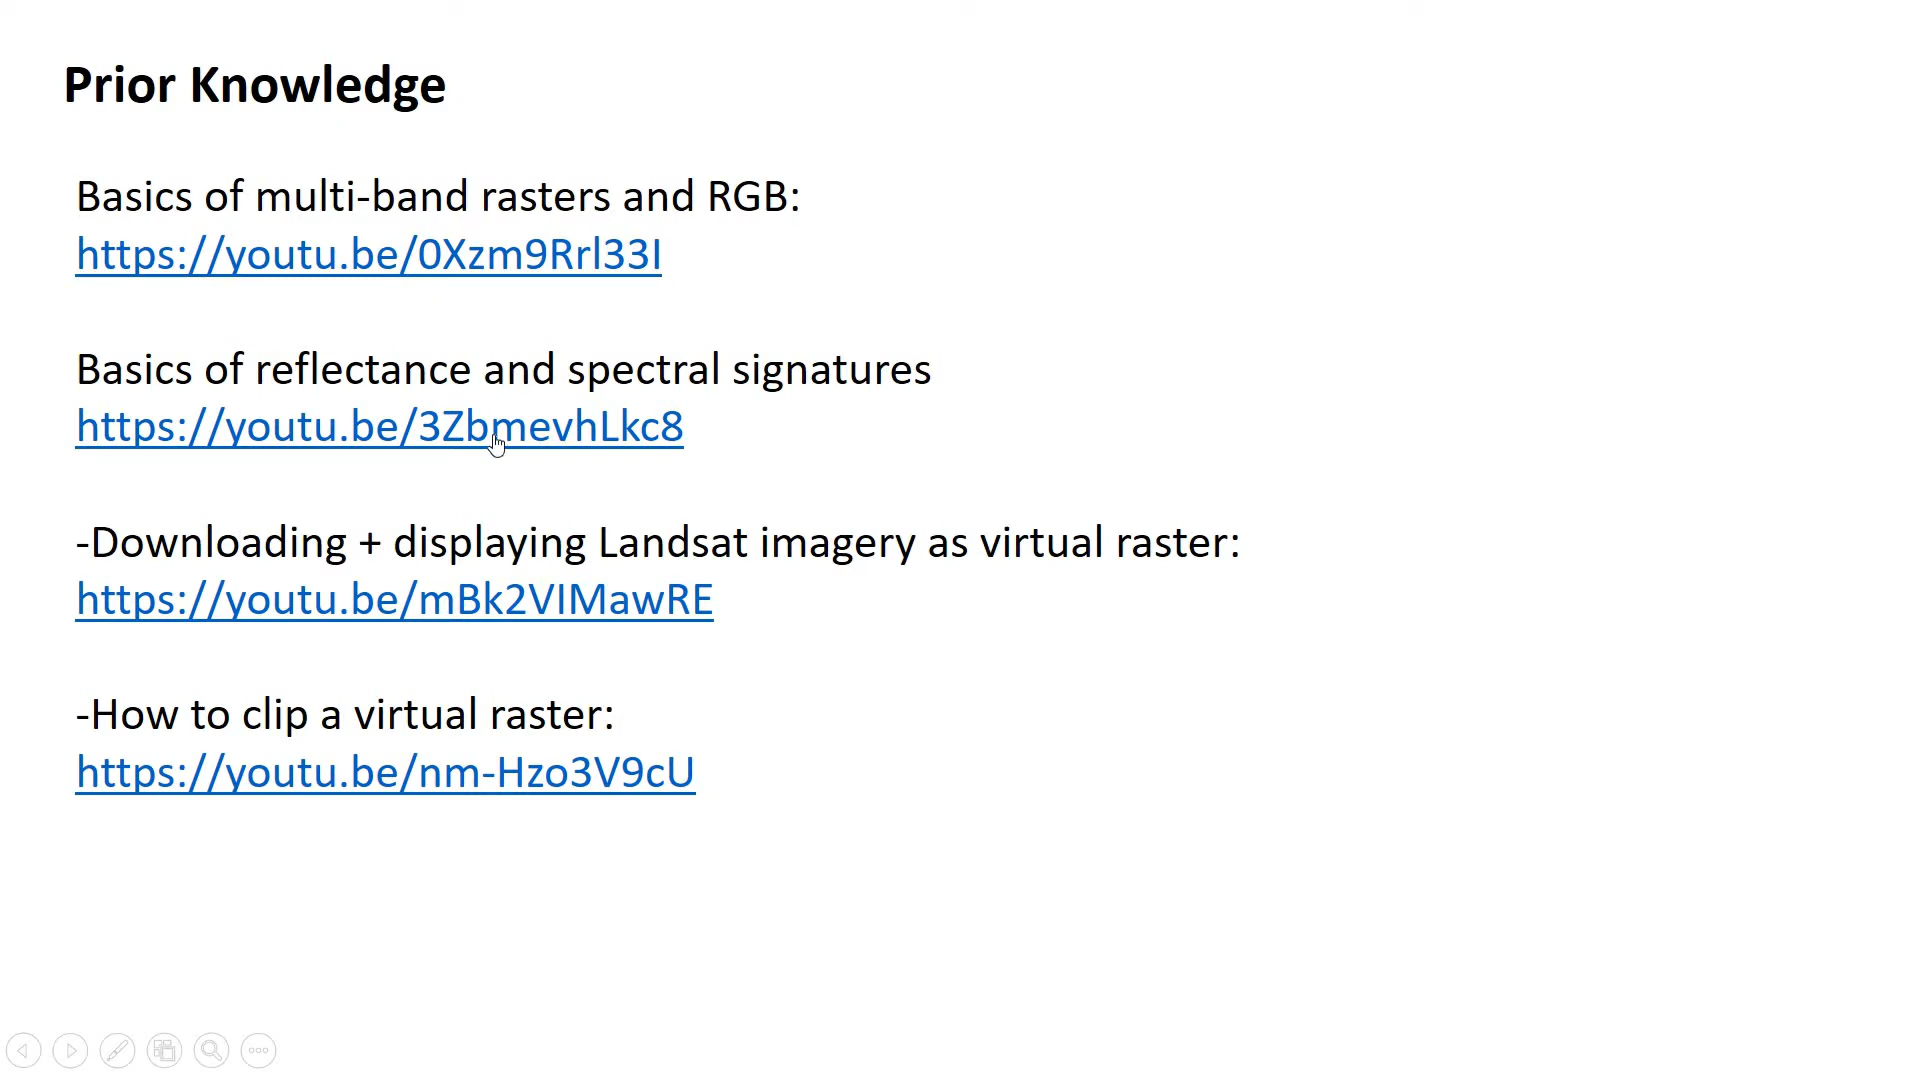 Prior Knowledge
Basics of multi-band rasters and RGB:
https://youtu.be/0Xzm9Rrl33I
Basics of reflectance and spectral signatures
https://youtu.be/3ZbmevhLkc8
-Downloading + displaying Landsat imagery as virtual raster:
https://youtu.be/mBk2VIMawRE
-How to clip a virtual raster:
https://youtu.be/nm-Hzo3V9cU